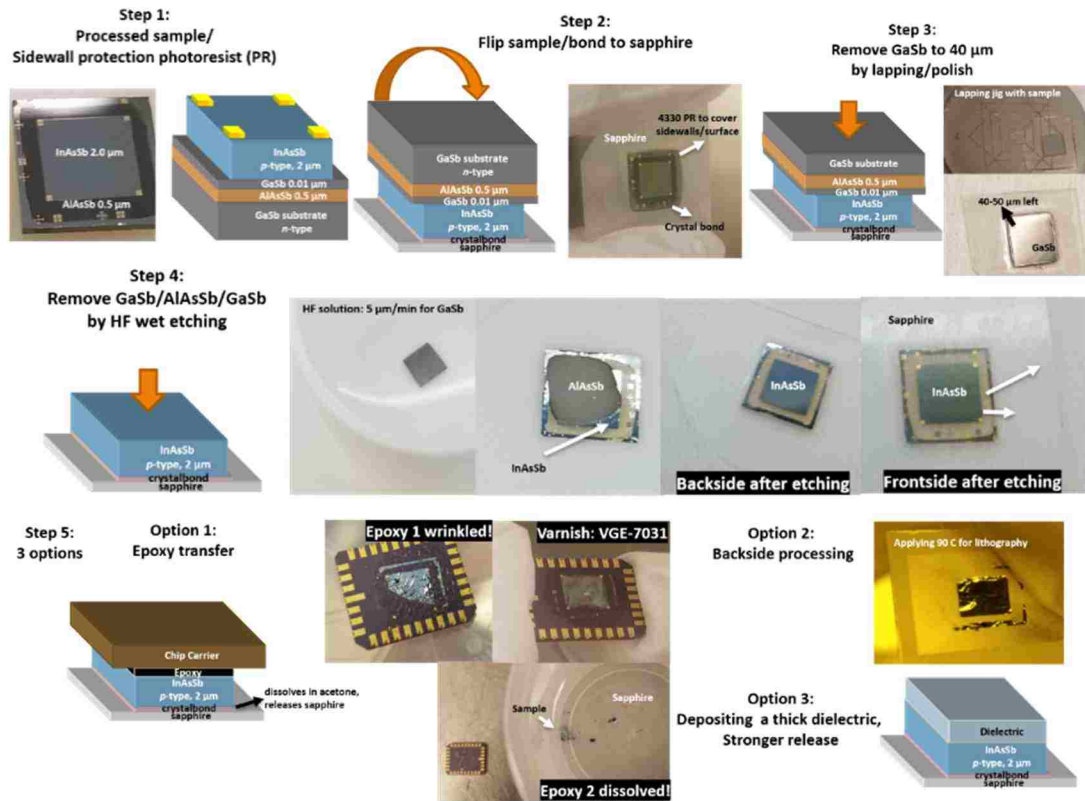 Step 1:
Processed sample/
Sidewall protection photoresist (PR)
InAsSb 2.0 μm
AlAsSb 0.5 μm
InAsSb
p-type, 2 μm
GaSb 0.01 μm
AlAsSb 0.5 μm
GaSb substrate
n-type
Step 2:
Flip sample/bond to sapphire
GaSb substrate
n-type
AlAsSb 0.5 μm
GaSb 0.01 μm
InAsSb
p-type, 2 μm
crystalbond
sapphire
4330 PR to cover
sidewalls/surface
Sapphire
Crystal bond
Step 3:
Remove GaSb to 40 μm
by lapping/polish
GaSb substrate
AlAsSb 0.5 μm
GaSb 0.01 μm
InAsSb
p-type, 2 μm
crystalbond
sapphire
Lapping jig with sample
40-50 μm left
GaSb
Step 4:
Remove GaSb/AlAsSb/GaSb
by HF wet etching
InAsSb
p-type, 2 μm
crystalbond
sapphire
HF solution: 5 μm/min for GaSb
AlAsSb
InAsSb
InAsSb
Backside after etching
Sapphire
InAsSb
Frontside after etching
Step 5:
3 options
Option 1:
Epoxy transfer
Chip Carrier
Epoxy
InAsSb
p-type, 2 μm
crystalbond
sapphire
dissolves in acetone,
releases sapphire
Epoxy 1 wrinkled!
Varnish: VGE-7031
Sample
Sapphire
Epoxy 2 dissolved!
Option 2:
Backside processing
Applying 90 C for lithography
Option 3:
Depositing a thick dielectric,
Stronger release
Dielectric
InAsSb
p-type, 2 μm
crystalbond
sapphire